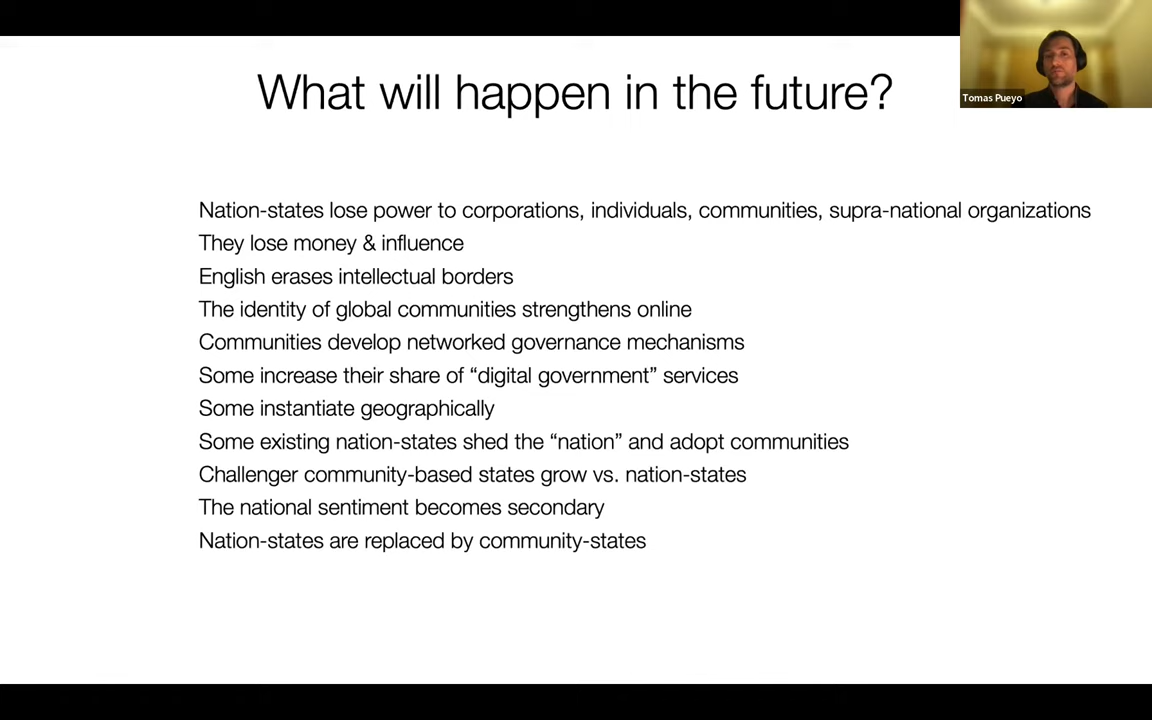 What will happen in the future?
Tomas Pueyo
Nation-states lose power to corporations, individuals, communities, supra-national organizations
They lose money & influence
English erases intellectual borders
The identity of global communities strengthens online
Communities develop networked governance mechanisms
Some increase their share of “digital government” services
Some instantiate geographically
Some existing nation-states shed the “nation” and adopt communities
Challenger community-based states grow vs. nation-states
The national sentiment becomes secondary
Nation-states are replaced by community-states